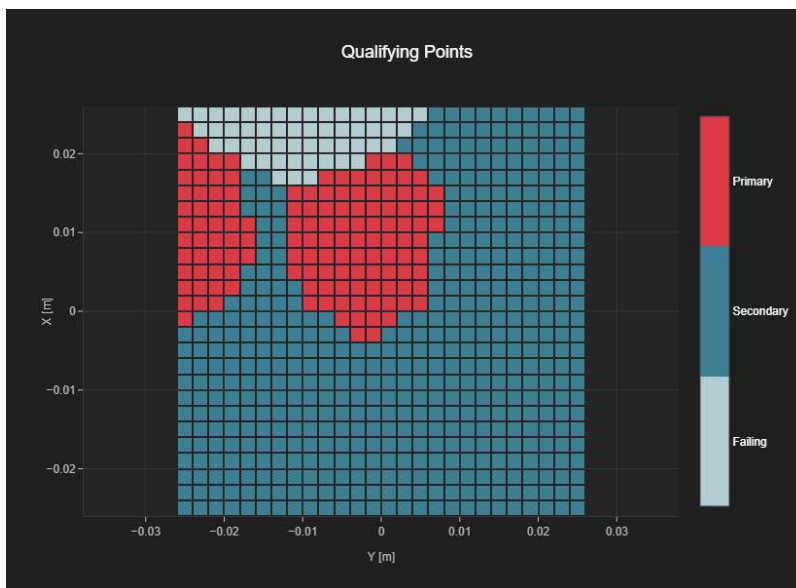 Qualifying Points
0.02
0.01
0
−0.01
−0.02
X [m]
−0.03
−0.02
−0.01
0
0.01
0.02
0.03
Y [m]
Primary
Secondary
Failing